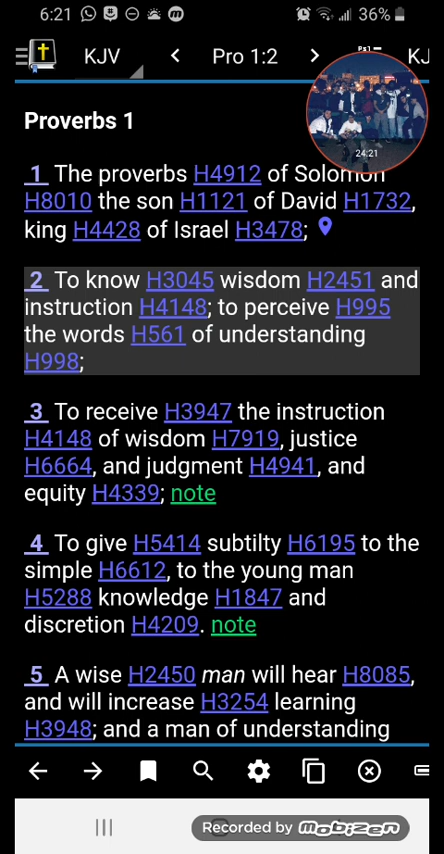 6:21 36%
KJV Pro 1:2 KJ
24:21
Proverbs 1
1 The proverbs H4912 of Solomon
H8010 the son H1121 of David H1732,
king H4428 of Israel H3478;
2 To know H3045 wisdom H2451 and
instruction H4148; to perceive H995
the words H561 of understanding
H998;
3 To receive H3947 the instruction
H4148 of wisdom H7919, justice
H6664, and judgment H4941, and
equity H4339; note
4 To give H5414 subtilty H6195 to the
simple H6612, to the young man
H5288 knowledge H1847 and
discretion H4209. note
5 A wise H2450 man will hear H8085,
and will increase H3254 learning
H3948; and a man of understanding
Recorded by Mobizen